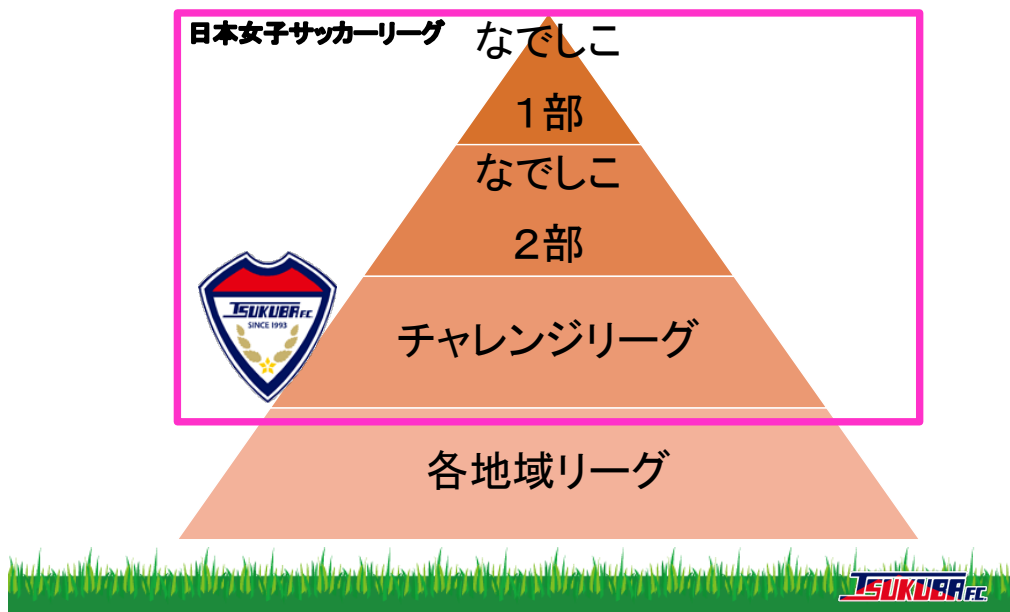 日本女子サッカーリーグ
なでしこ
１部
なでしこ
２部
TSUKUBA FC
SINCE 1993
チャレンジリーグ
各地域リーグ
TSUKUBA FC